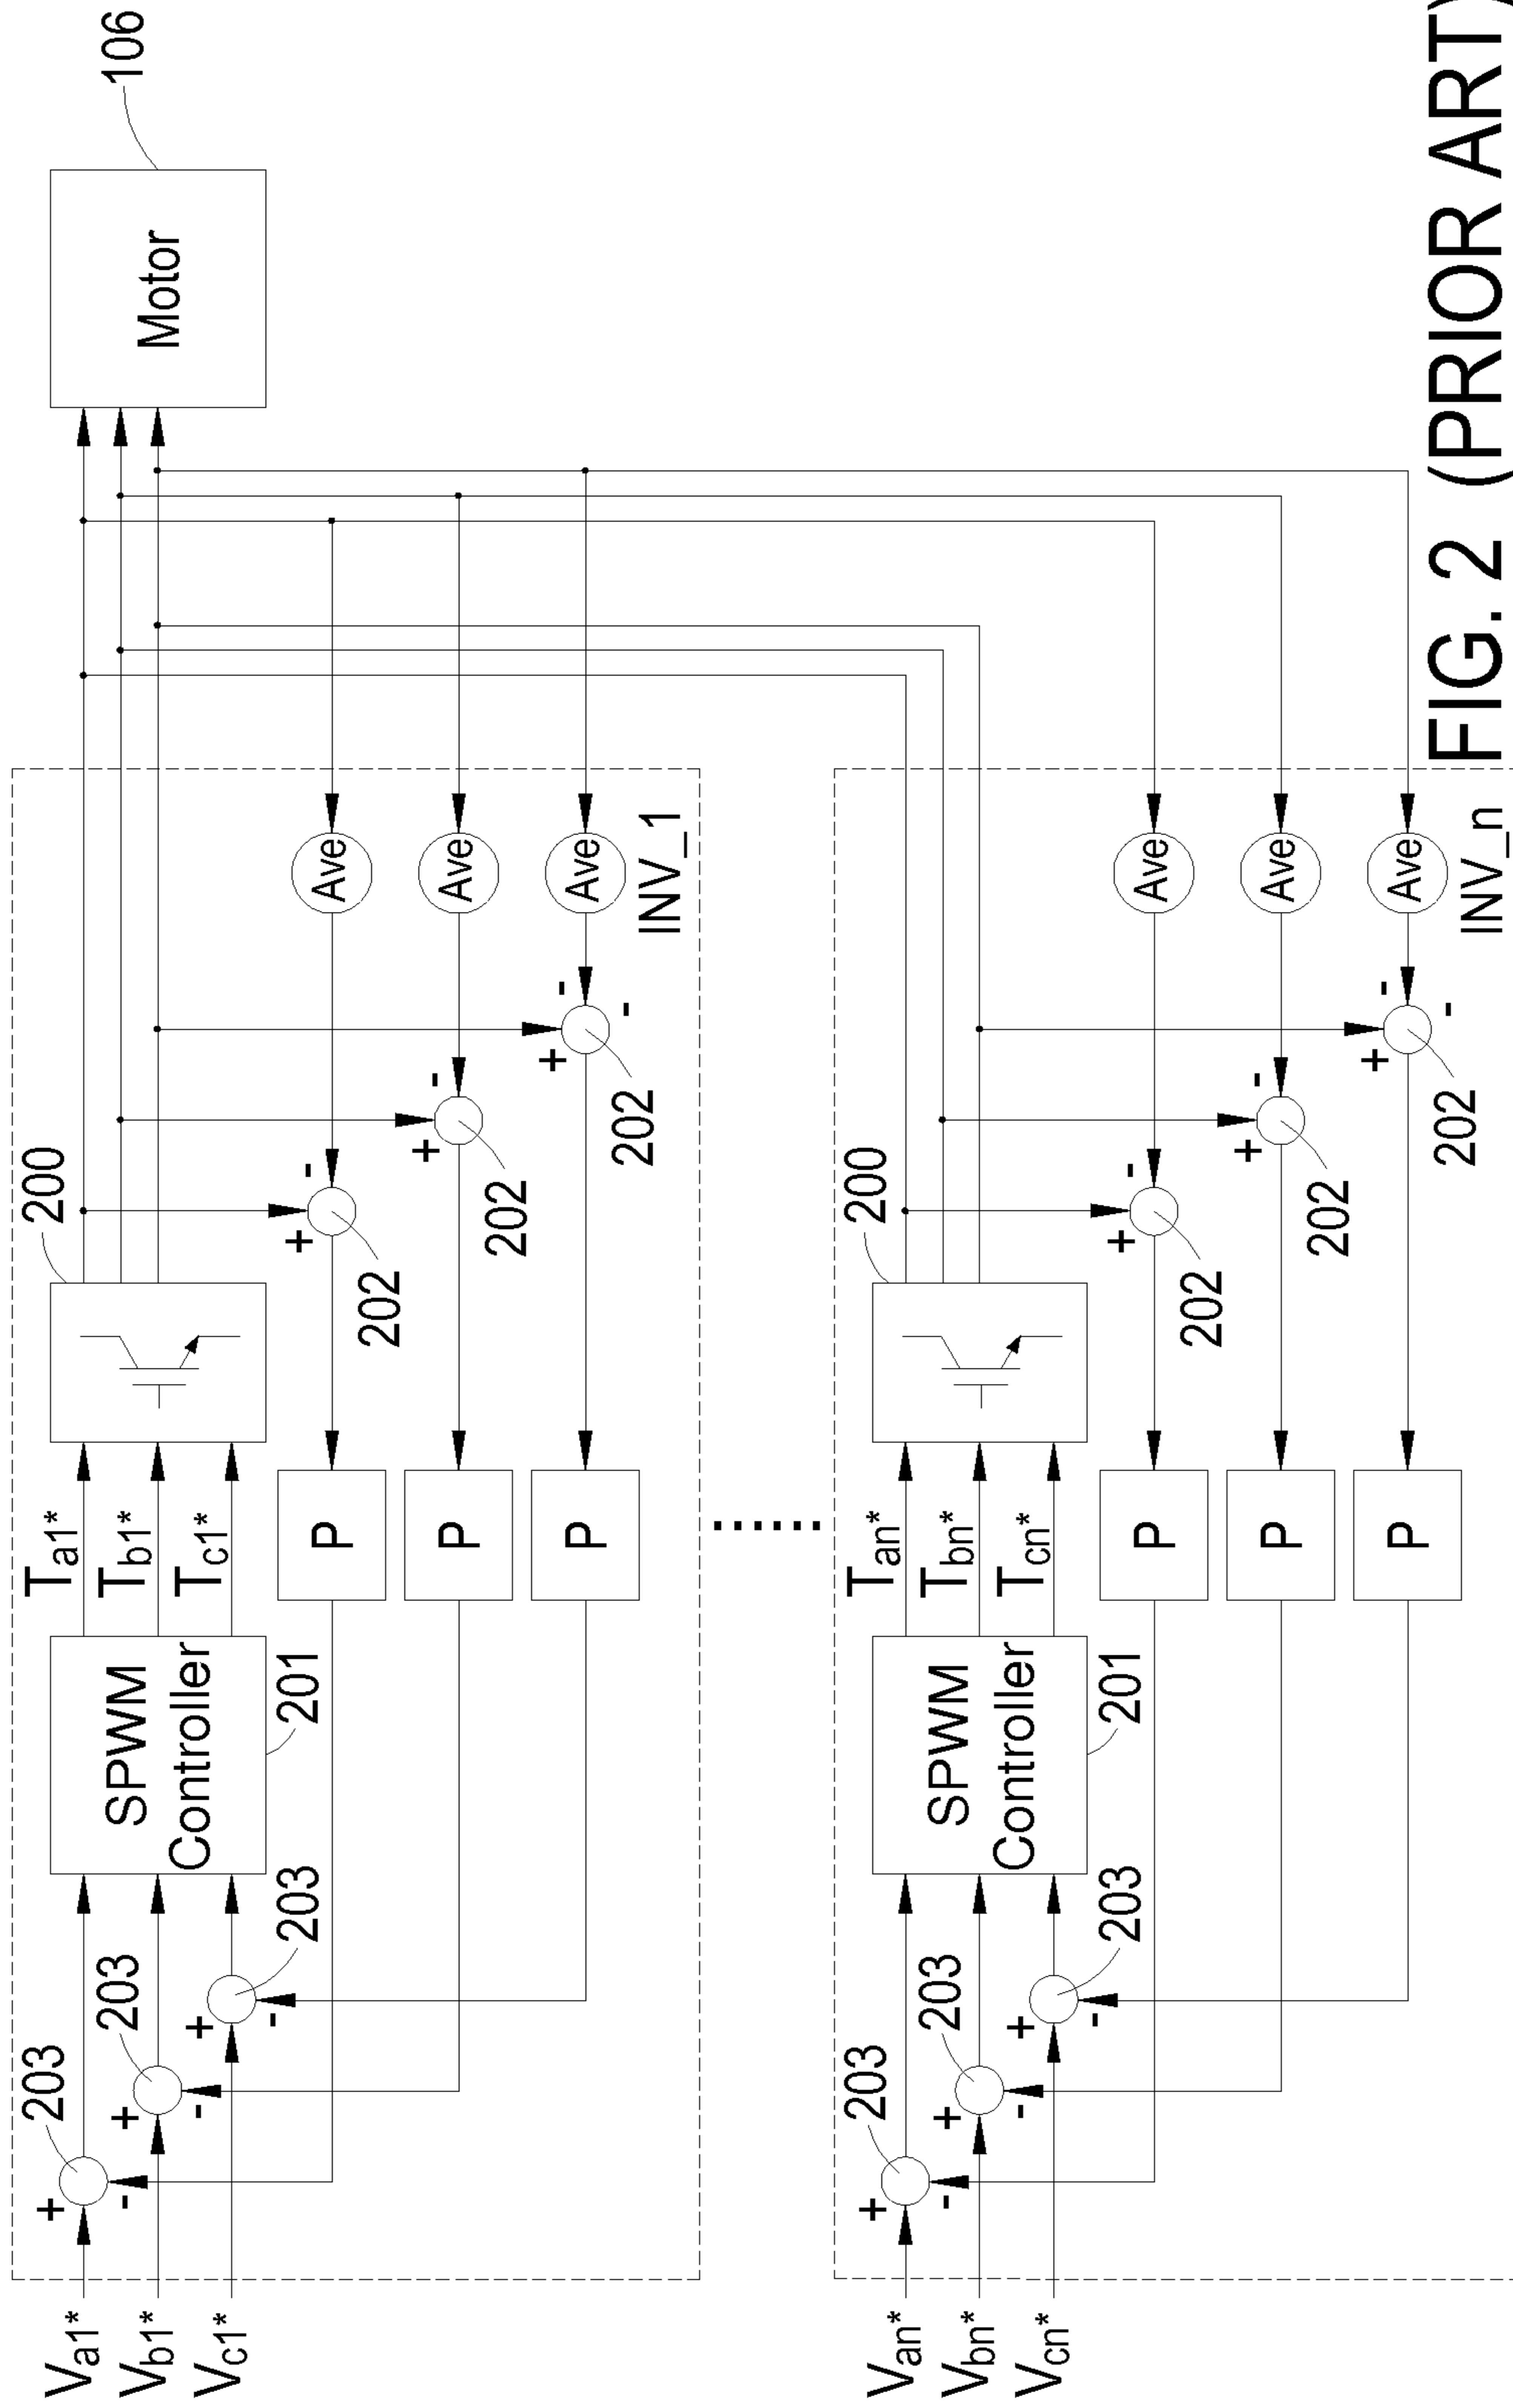 203
200
+
Va1*
Ta1*
106
+
-
203
SPWM
Tb1*
Vb1*
Motor
+
-
Controller
Tc1*
Vc1*
-
203
201
+
-
P
Ave
202
+
-
P
Ave
202
+
-
P
Ave
-
202
INV_1
......
203
200
+
Van*
Tan*
+
-
203
SPWM
Tbn*
Vbn*
+
-
Controller
Tcn*
Vcn*
-
203
201
+
-
P
Ave
202
+
-
P
Ave
202
+
-
P
Ave
-
202
INV_n
FIG. 2 (PRIOR ART)